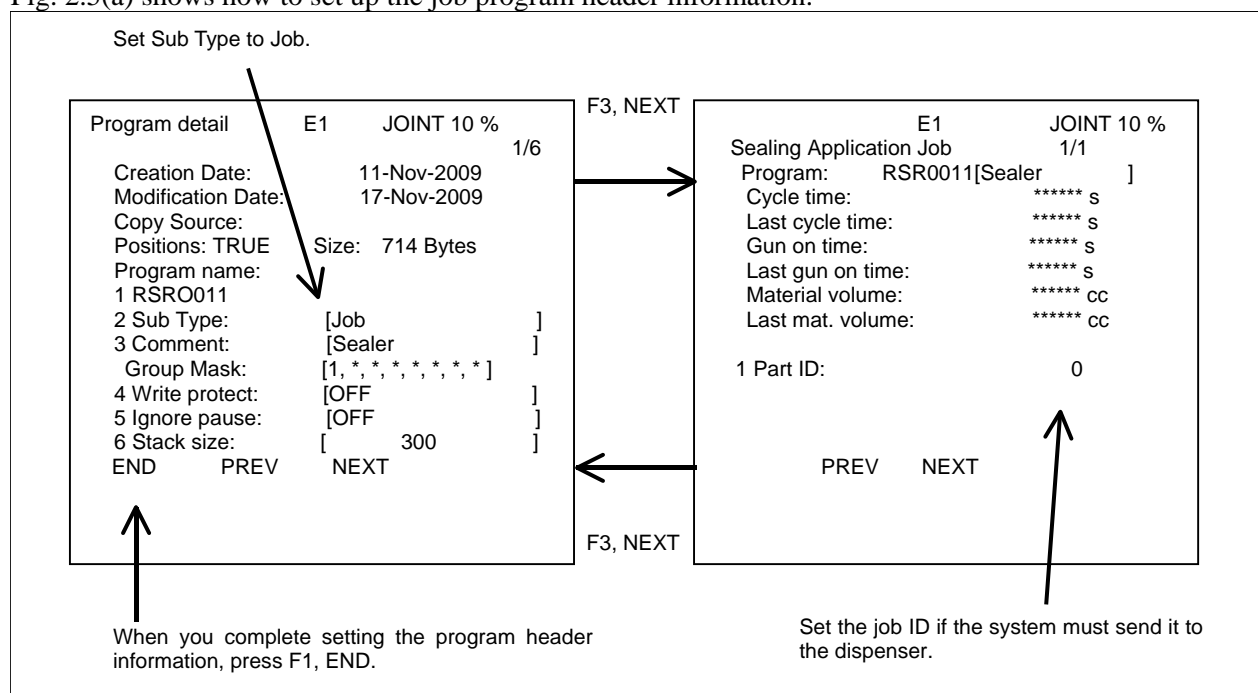 Fig. 2.5(a) shows how to set up the job program header information.
Set Sub Type to Job.
F3, NEXT
Program detail E1 JOINT 10 %
1/6
Creation Date: 11-Nov-2009
Modification Date: 17-Nov-2009
Copy Source:
Positions: TRUE Size: 714 Bytes
Program name:
1 RSRO011
2 Sub Type: [Job ]
3 Comment: [Sealer ]
Group Mask: [1, *, *, *, *, *, *, * ]
4 Write protect: [OFF ]
5 Ignore pause: [OFF ]
6 Stack size: [ 300 ]
END PREV NEXT
E1 JOINT 10 %
Sealing Application Job 1/1
Program: RSR0011[Sealer ]
Cycle time: ****** s
Last cycle time: ****** s
Gun on time: ****** s
Last gun on time: ****** s
Material volume: ****** cc
Last mat. volume: ****** cc
1 Part ID: 0
PREV NEXT
F3, NEXT
When you complete setting the program header
information, press F1, END.
Set the job ID if the system must send it to
the dispenser.